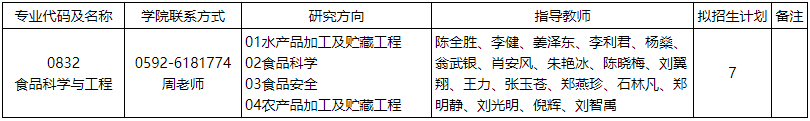 专业代码及名称 学院联系方式 研究方向 指导教师 拟招生计划 备注
0832
食品科学与工程
0592-6181774
周老师
01水产品加工及贮藏工程
02食品科学
03食品安全
04农产品加工及贮藏工程
陈全胜、李健、姜泽东、李利君、杨燊、
翁武银、肖安风、朱艳冰、陈晓梅、刘翼
翔、王力、张玉苍、郑燕珍、石林凡、郑
明静、刘光明、倪辉、刘智禹
7